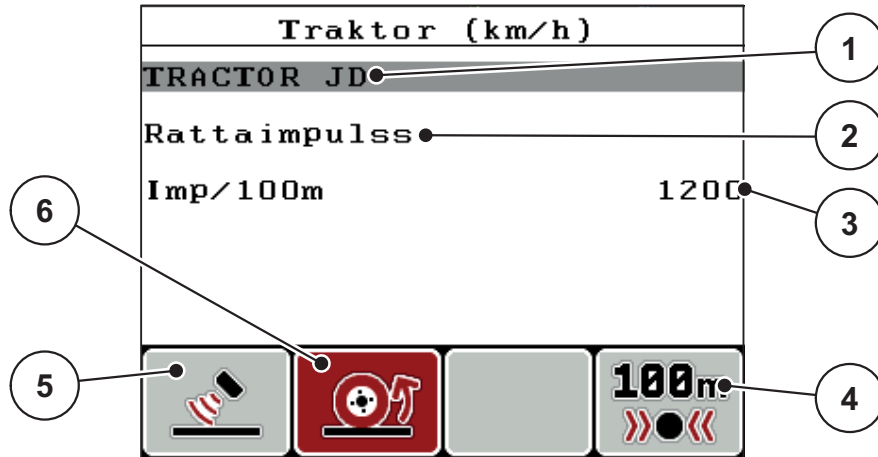 Traktor (km/h)
TRACTOR JD
Rattaimpulss
Imp/100m 1200
100m
1
2
3
4
5
6